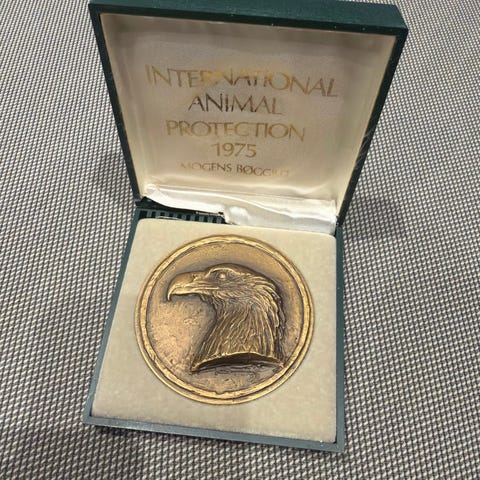 INTERNATIONAL
ANIMAL
PROTECTION
1975
MOGENS BØGGILD